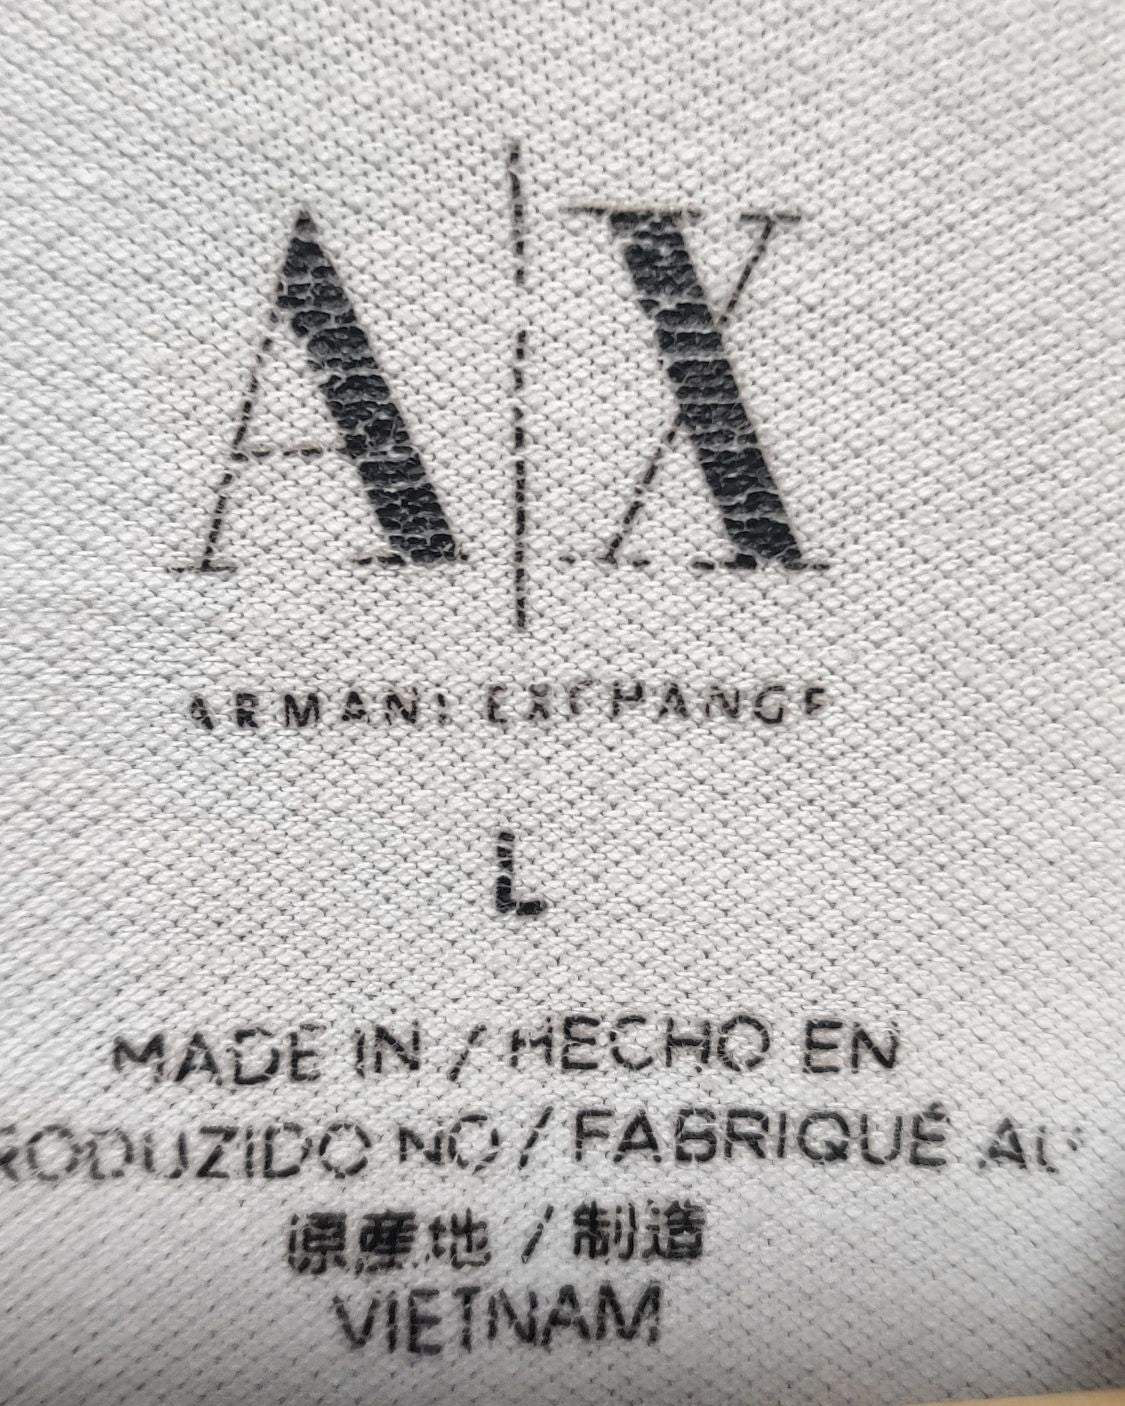 A|X
ARMANI EXCHANGE
L
MADE IN / HECHO EN
RODUZIDO NO / FABRIQUÉ AU
原産地 / 制造
VIETNAM